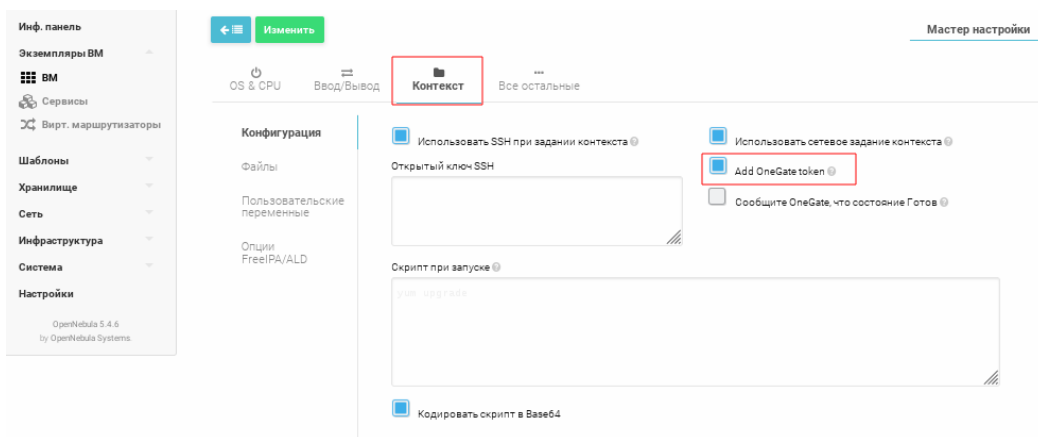 Инф. панель
Экземпляры ВМ
ВМ
Сервисы
Вирт. маршрутизаторы
Шаблоны
Хранилище
Сеть
Инфраструктура
Система
Настройки
OpenNebula 5.4.6
by OpenNebula Systems
Изменить
Мастер настройки
OS & CPU
Ввод/Вывод
Контекст
Все остальные
Конфигурация
Файлы
Пользовательские
переменные
Опции
FreeIPA/ALD
Использовать SSH при задании контекста
Открытый ключ SSH
Использовать сетевое задание контекста
Add OneGate token
Сообщите OneGate, что состояние Готов
Скрипт при запуске
yum upgrade
Кодировать скрипт в Base64